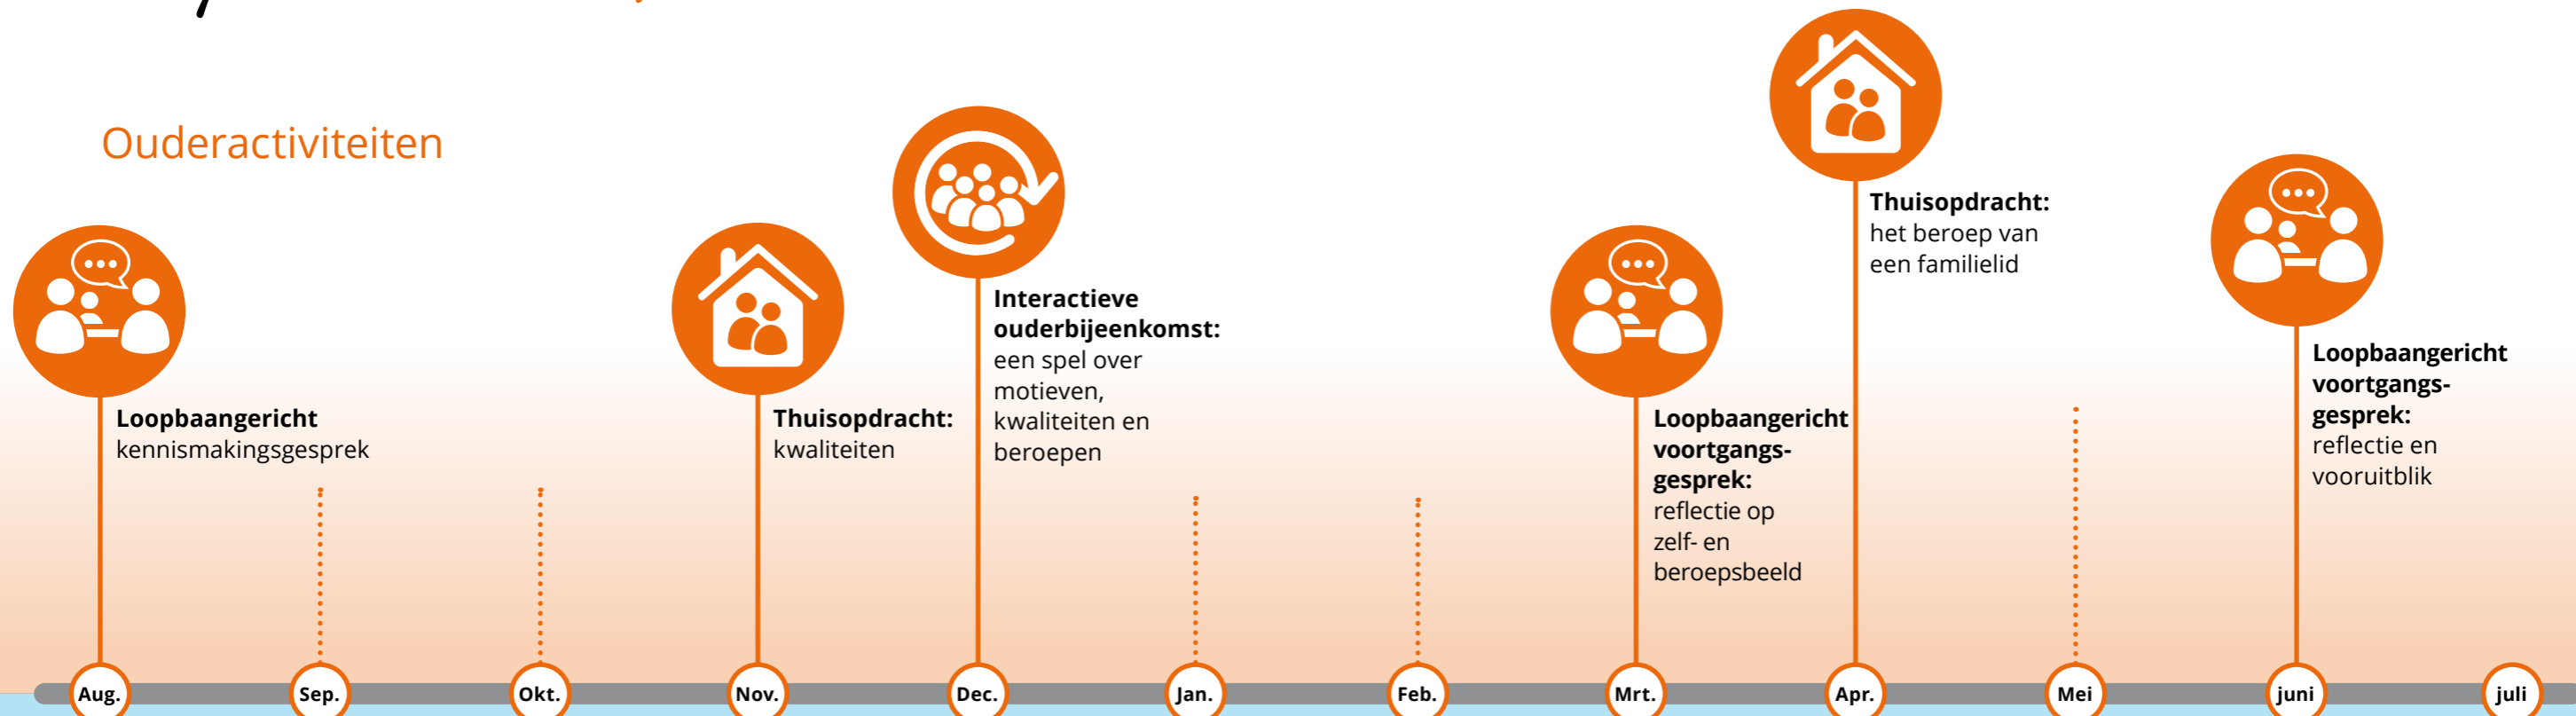 Ouderactiviteiten
Loopbaangericht
kennismakingsgesprek
Thuisopdracht:
kwaliteiten
Interactieve
ouderbijeenkomst:
een spel over
motieven,
kwaliteiten en
beroepen
Loopbaangericht
voortgangs-
gesprek:
reflectie op
zelf- en
beroepsbeeld
Thuisopdracht:
het beroep van
een familielid
Loopbaangericht
voortgangs-
gesprek:
reflectie en
vooruitblik
Aug. Sep. Okt. Nov. Dec. Jan. Feb. Mrt. Apr. Mei juni juli